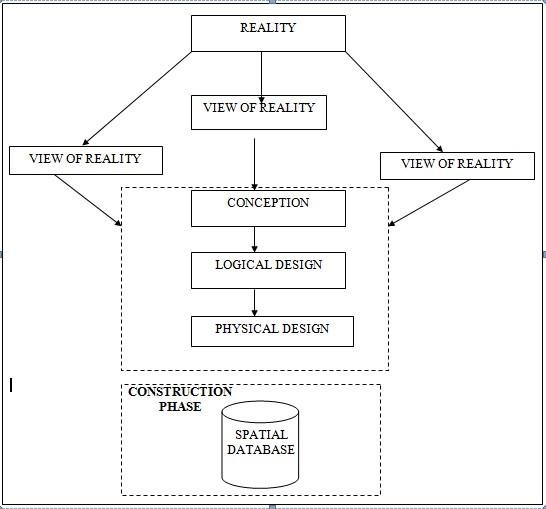 REALITY
VIEW OF REALITY
VIEW OF REALITY
VIEW OF REALITY
CONCEPTION
LOGICAL DESIGN
PHYSICAL DESIGN
CONSTRUCTION
PHASE
SPATIAL
DATABASE